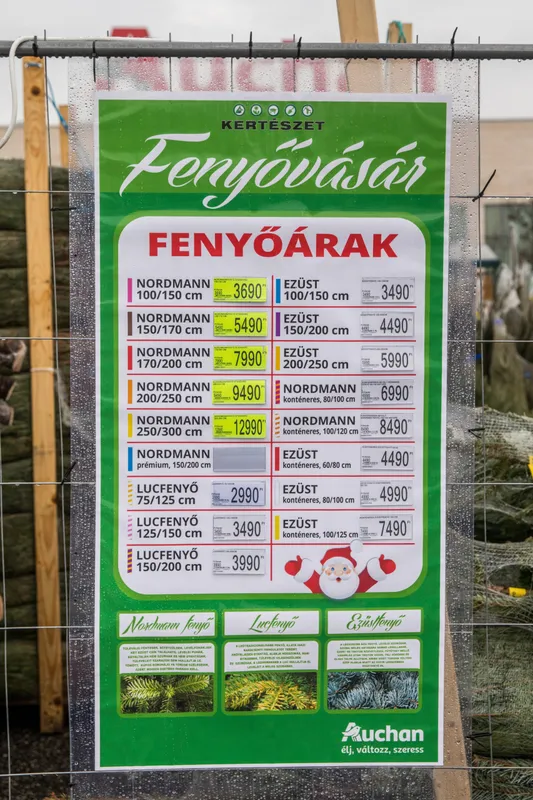 KERTÉSZET
Fenyővásár
FENYŐÁRAK
NORDMANN
100/150 cm
3690
NORDMANN
150/170 cm
5490
NORDMANN
170/200 cm
7990
NORDMANN
200/250 cm
9490
NORDMANN
250/300 cm
12990
NORDMANN
prémium, 150/200 cm
LUCFENYŐ
75/125 cm
2990
LUCFENYŐ
125/150 cm
3490
LUCFENYŐ
150/200 cm
3990
EZÜST
100/150 cm
3490
EZÜST
150/200 cm
4490
EZÜST
200/250 cm
5990
NORDMANN
konténeres, 80/100 cm
6990
NORDMANN
konténeres, 100/120 cm
8490
EZÜST
konténeres, 60/80 cm
4490
EZÜST
konténeres, 80/100 cm
4990
EZÜST
konténeres, 100/125 cm
7490
Nordmann fenyő
Lucfenyő
Ezüstfenyő
Auchan
élj, változz, szeress